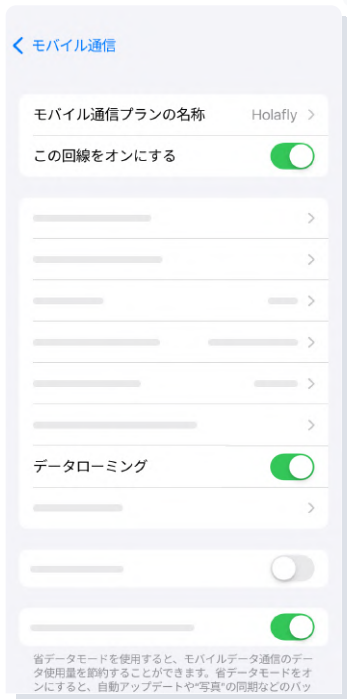 モバイル通信
モバイル通信プランの名称 Holafly
この回線をオンにする
データローミング
省データモードを使用すると、モバイルデータ通信のデー
タ使用量を節約することができます。省データモードをオ
ンにすると、自動アップデートや“写真”の同期などのバッ